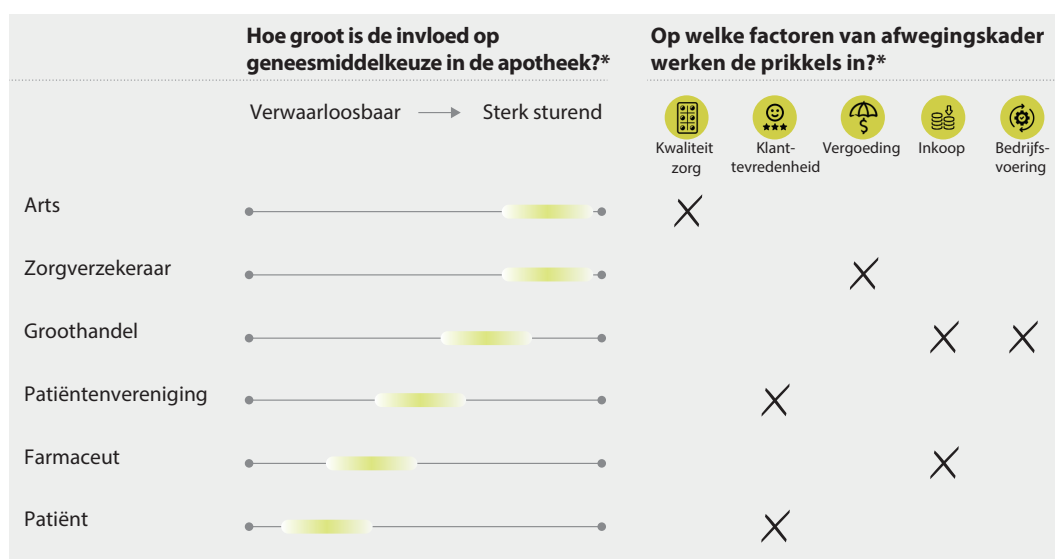 Hoe groot is de invloed op
geneesmiddelkeuze in de apotheek?*
Op welke factoren van afwegingskader
werken de prikkels in?*
Verwaarloosbaar
Sterk sturend
Kwaliteit
zorg
Klant-
tevredenheid
Vergoeding
Inkoop
Bedrijfs-
voering
Arts
Zorgverzekeraar
Groothandel
Patiëntenvereniging
Farmaceut
Patiënt